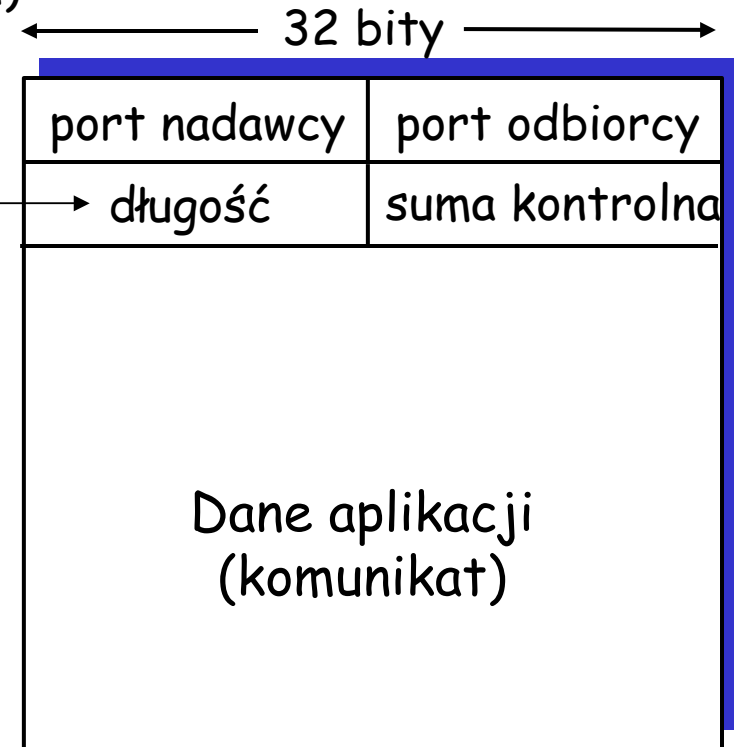 32 bity
port nadawcy port odbiorcy
długość suma kontrolna
Dane aplikacji
(komunikat)